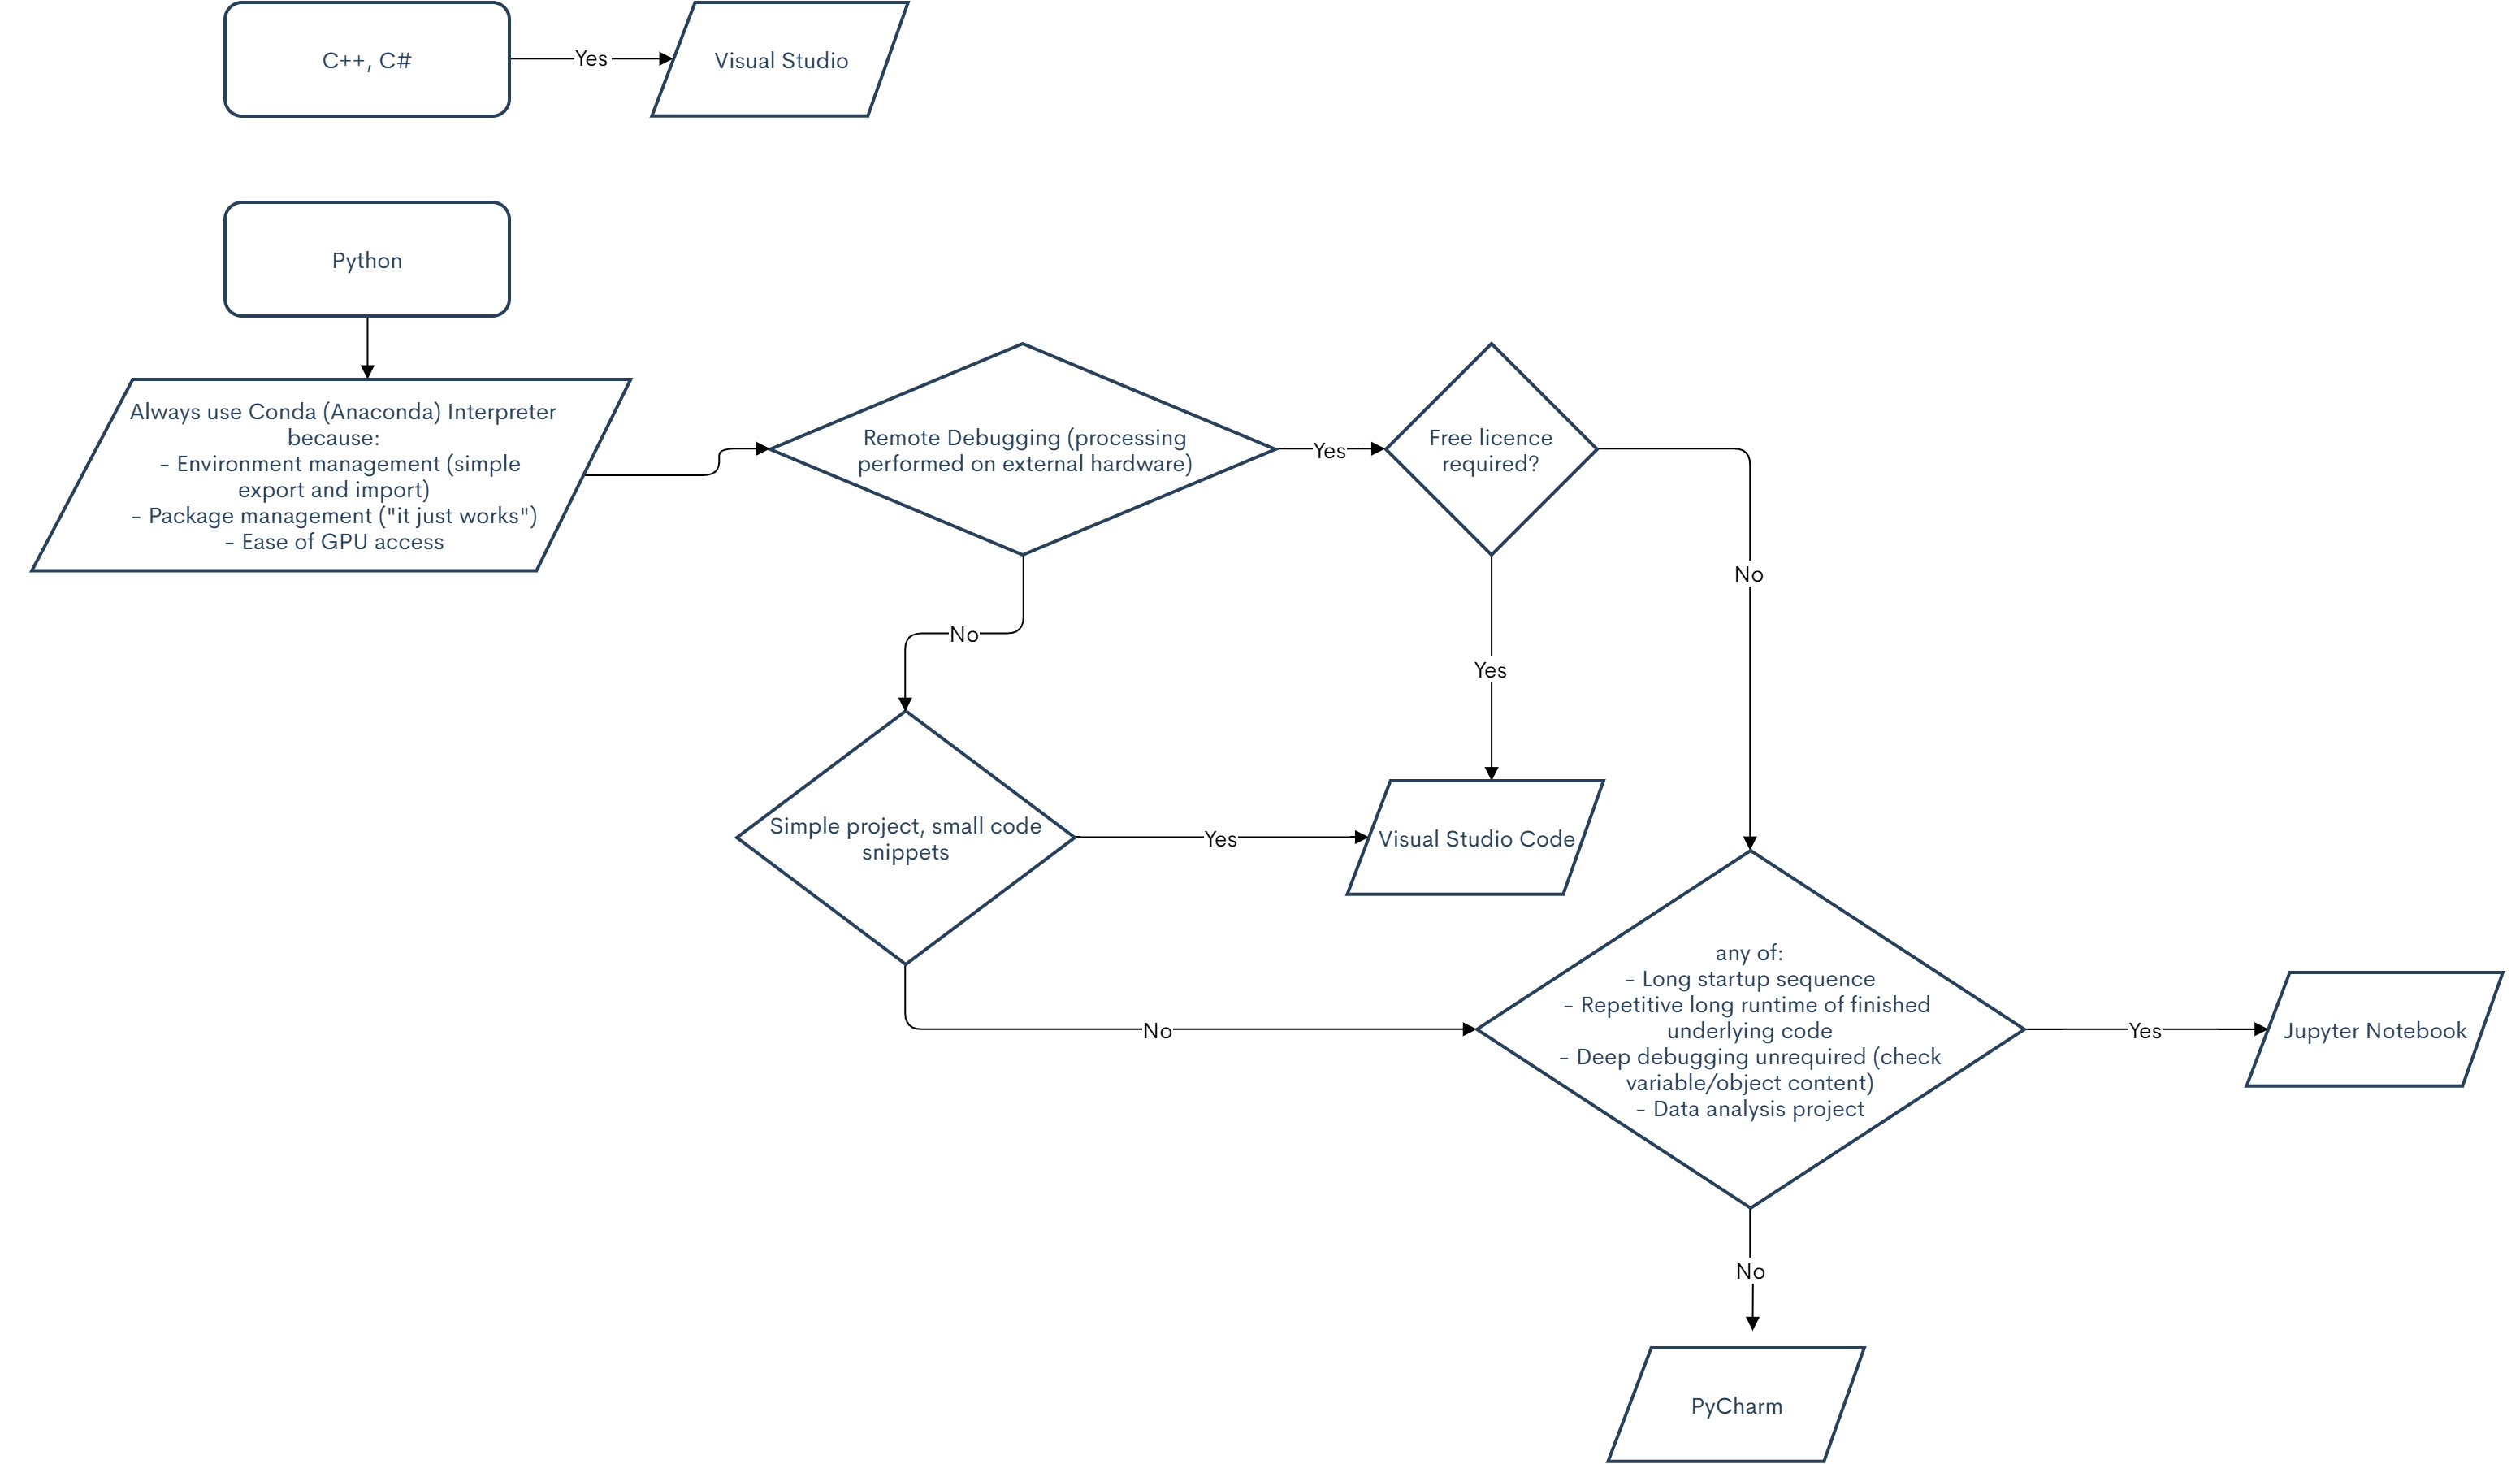 C++, C#
Yes
Visual Studio
Python
Always use Conda (Anaconda) Interpreter
because:
- Environment management (simple
export and import)
- Package management ("it just works")
- Ease of GPU access
Remote Debugging (processing
performed on external hardware)
Yes
Free licence
required?
No
No
Yes
Simple project, small code
snippets
Yes
Visual Studio Code
No
any of:
- Long startup sequence
- Repetitive long runtime of finished
underlying code
- Deep debugging unrequired (check
variable/object content)
- Data analysis project
Yes
Jupyter Notebook
No
PyCharm